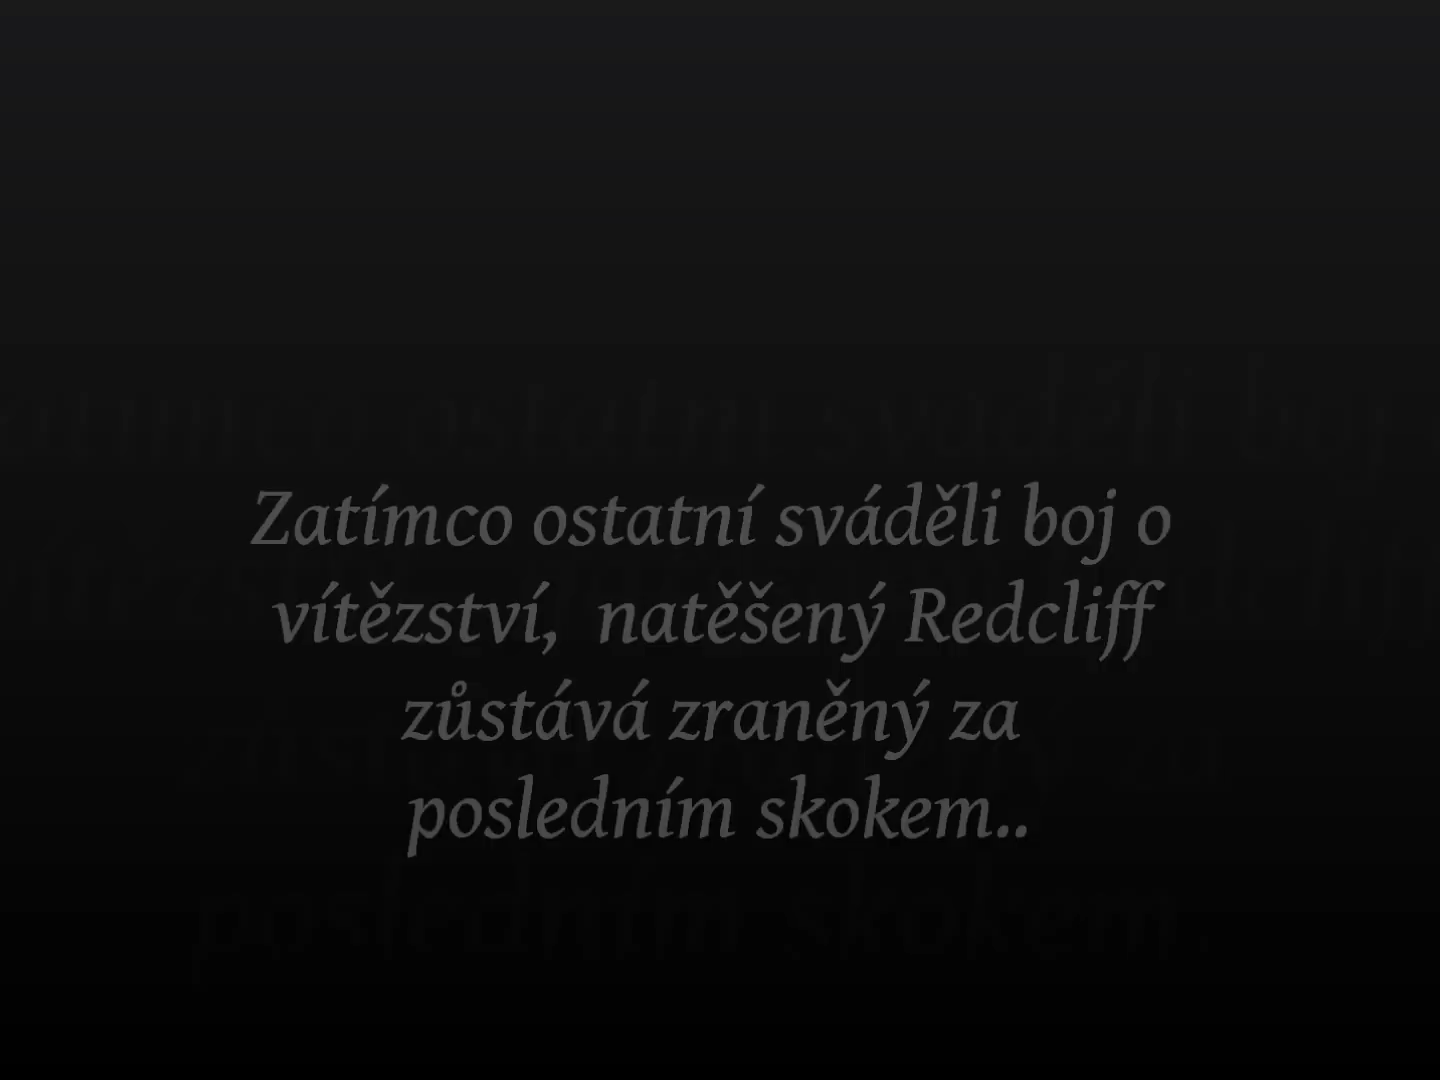 Zatímco ostatní sváděli boj o
vítězství,  natěšený Redcliff
zůstává zraněný za
posledním skokem..